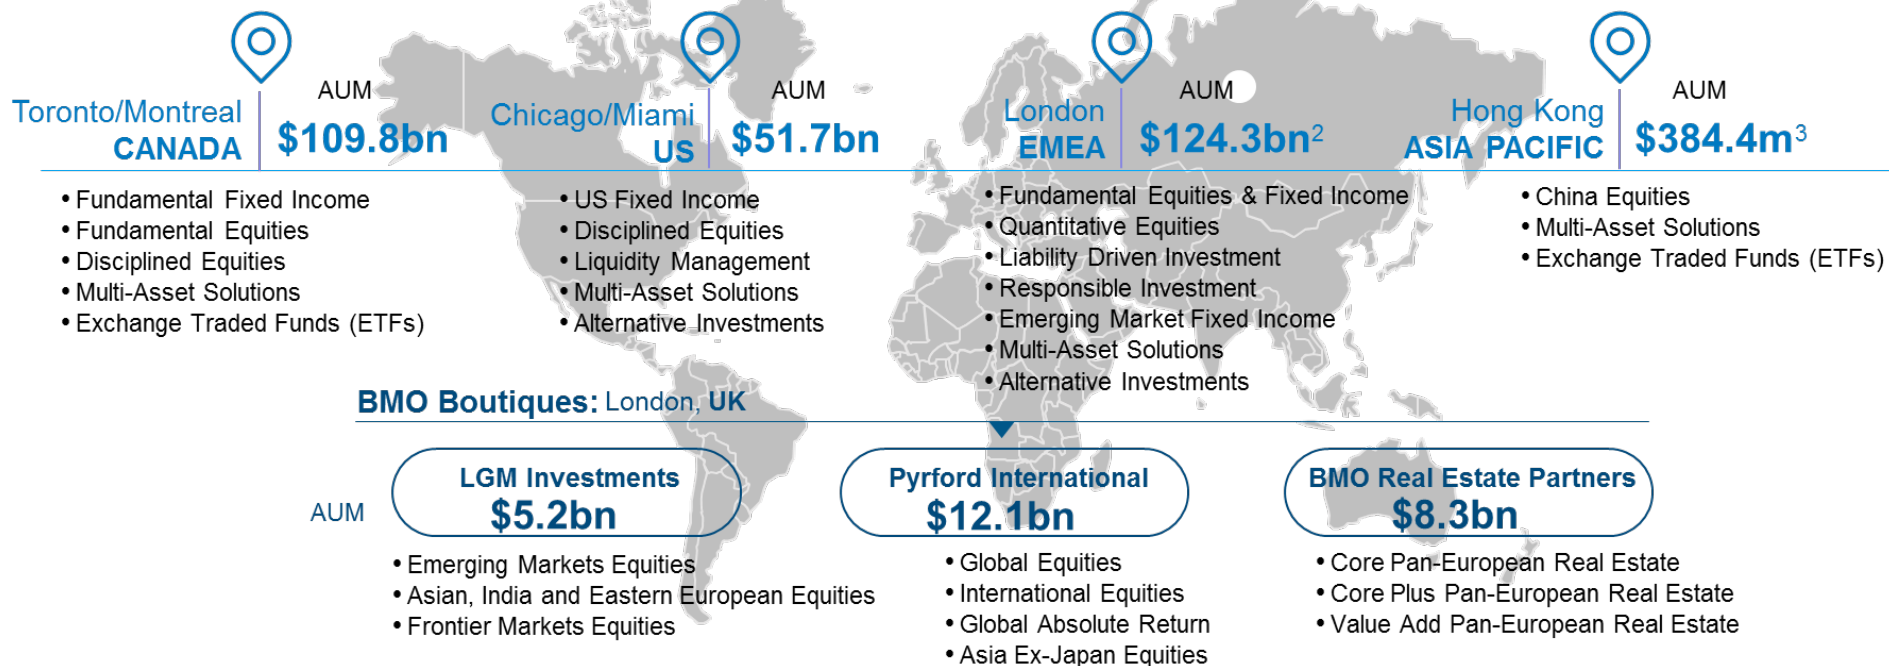 Toronto/Montreal
CANADA
AUM
$109.8bn
Chicago/Miami
US
AUM
$51.7bn
London
EMEA
AUM
$124.3bn²
Hong Kong
ASIA PACIFIC
AUM
$384.4m³
• Fundamental Fixed Income
• Fundamental Equities
• Disciplined Equities
• Multi-Asset Solutions
• Exchange Traded Funds (ETFs)
• US Fixed Income
• Disciplined Equities
• Liquidity Management
• Multi-Asset Solutions
• Alternative Investments
• Fundamental Equities & Fixed Income
• Quantitative Equities
• Liability Driven Investment
• Responsible Investment
• Emerging Market Fixed Income
• Multi-Asset Solutions
• Alternative Investments
• China Equities
• Multi-Asset Solutions
• Exchange Traded Funds (ETFs)
BMO Boutiques: London, UK
AUM
LGM Investments
$5.2bn
• Emerging Markets Equities
• Asian, India and Eastern European Equities
• Frontier Markets Equities
Pyrford International
$12.1bn
• Global Equities
• International Equities
• Global Absolute Return
• Asia Ex-Japan Equities
BMO Real Estate Partners
$8.3bn
• Core Pan-European Real Estate
• Core Plus Pan-European Real Estate
• Value Add Pan-European Real Estate